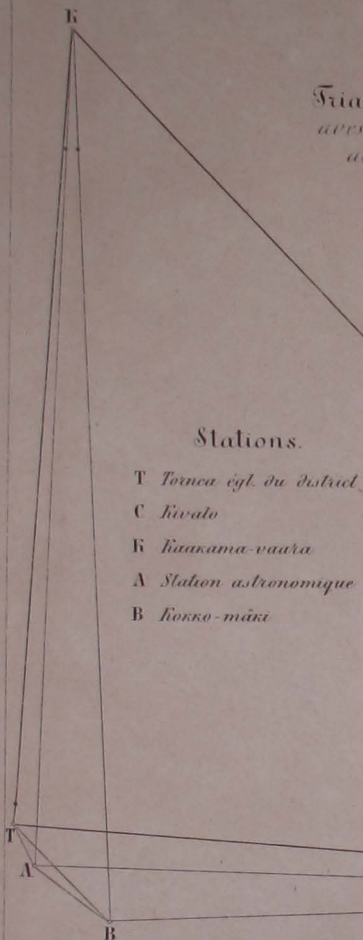 K
Stations.
T Tornea égl. du district
C Kivalo
K Kaakama-vaara
A Station astronomique
B Kokko-mäki
T
A
B